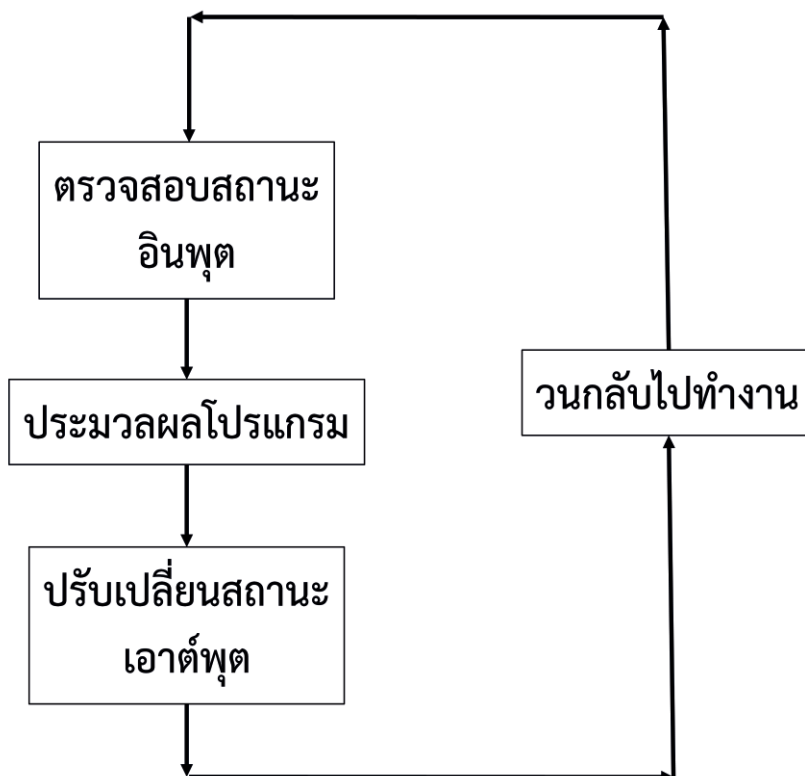 ตรวจสอบสถานะ
อินพุต
ประมวลผลโปรแกรม
ปรับเปลี่ยนสถานะ
เอาต์พุต
วนกลับไปทำงาน